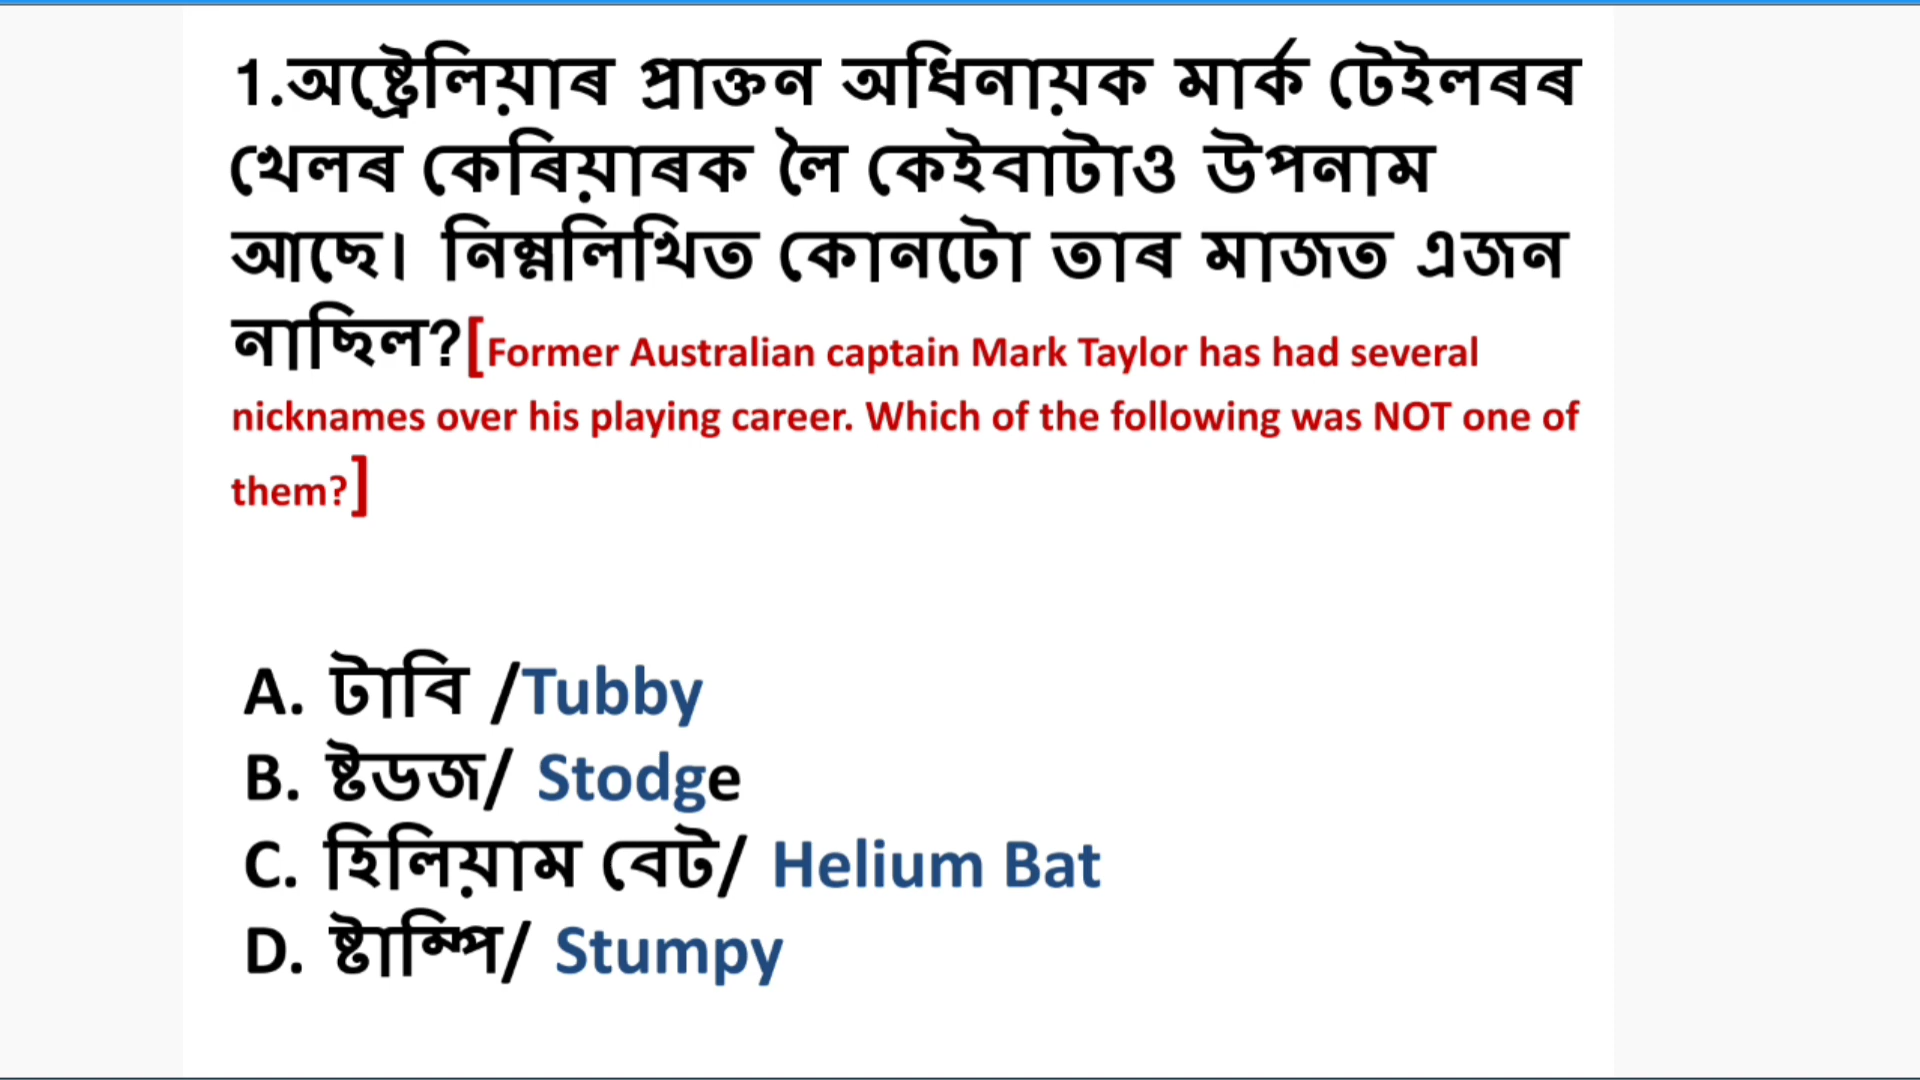 1.অষ্ট্রেলিয়াৰ প্ৰাক্তন অধিনায়ক মাৰ্ক টেইলৰৰ
খেলৰ কেৰিয়াৰক লৈ কেইবাটাও উপনাম
আছে। নিম্নলিখিত কোনটো তাৰ মাজত এজন
নাছিল?[Former Australian captain Mark Taylor has had several
nicknames over his playing career. Which of the following was NOT one of
them?]
A. টাবি /Tubby
B. ষ্টডজ/ Stodge
C. হিলিয়াম বেট/ Helium Bat
D. ষ্টাম্পি/ Stumpy